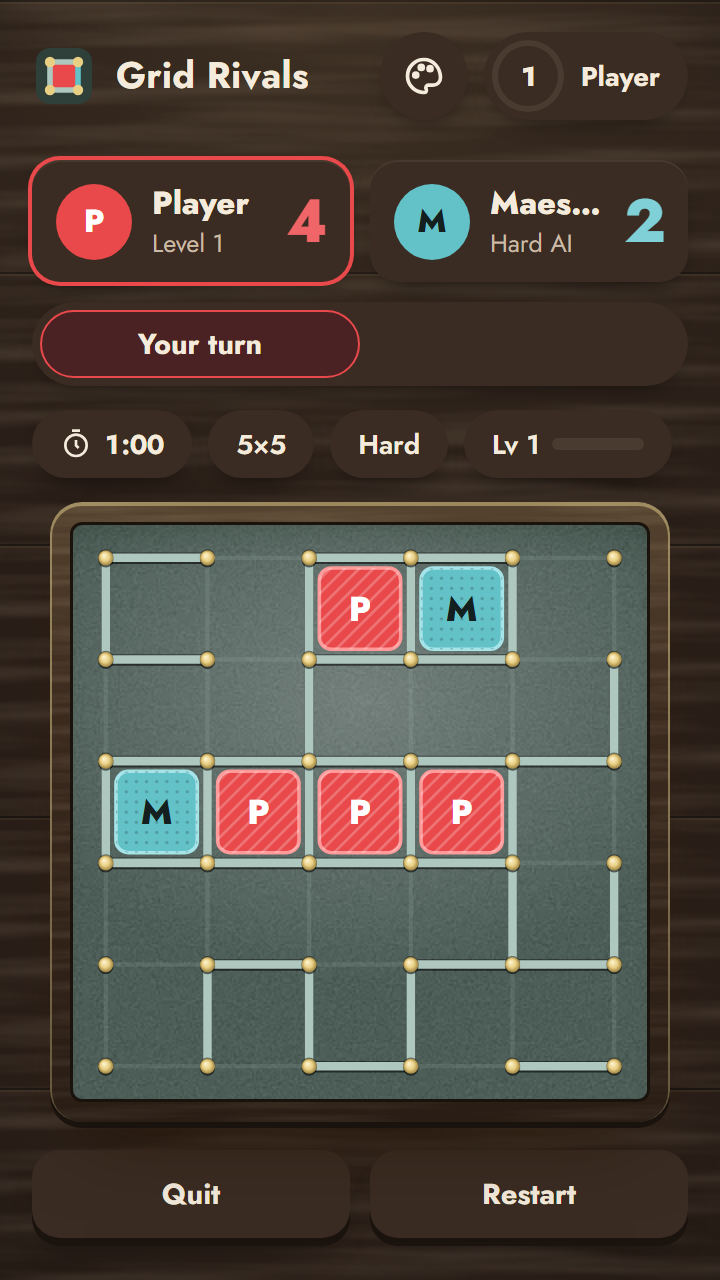 Grid Rivals
1 Player
P Player 4
Level 1
M Maes... 2
Hard AI
Your turn
1:00 5×5 Hard Lv 1
P M
M P P P
Quit Restart